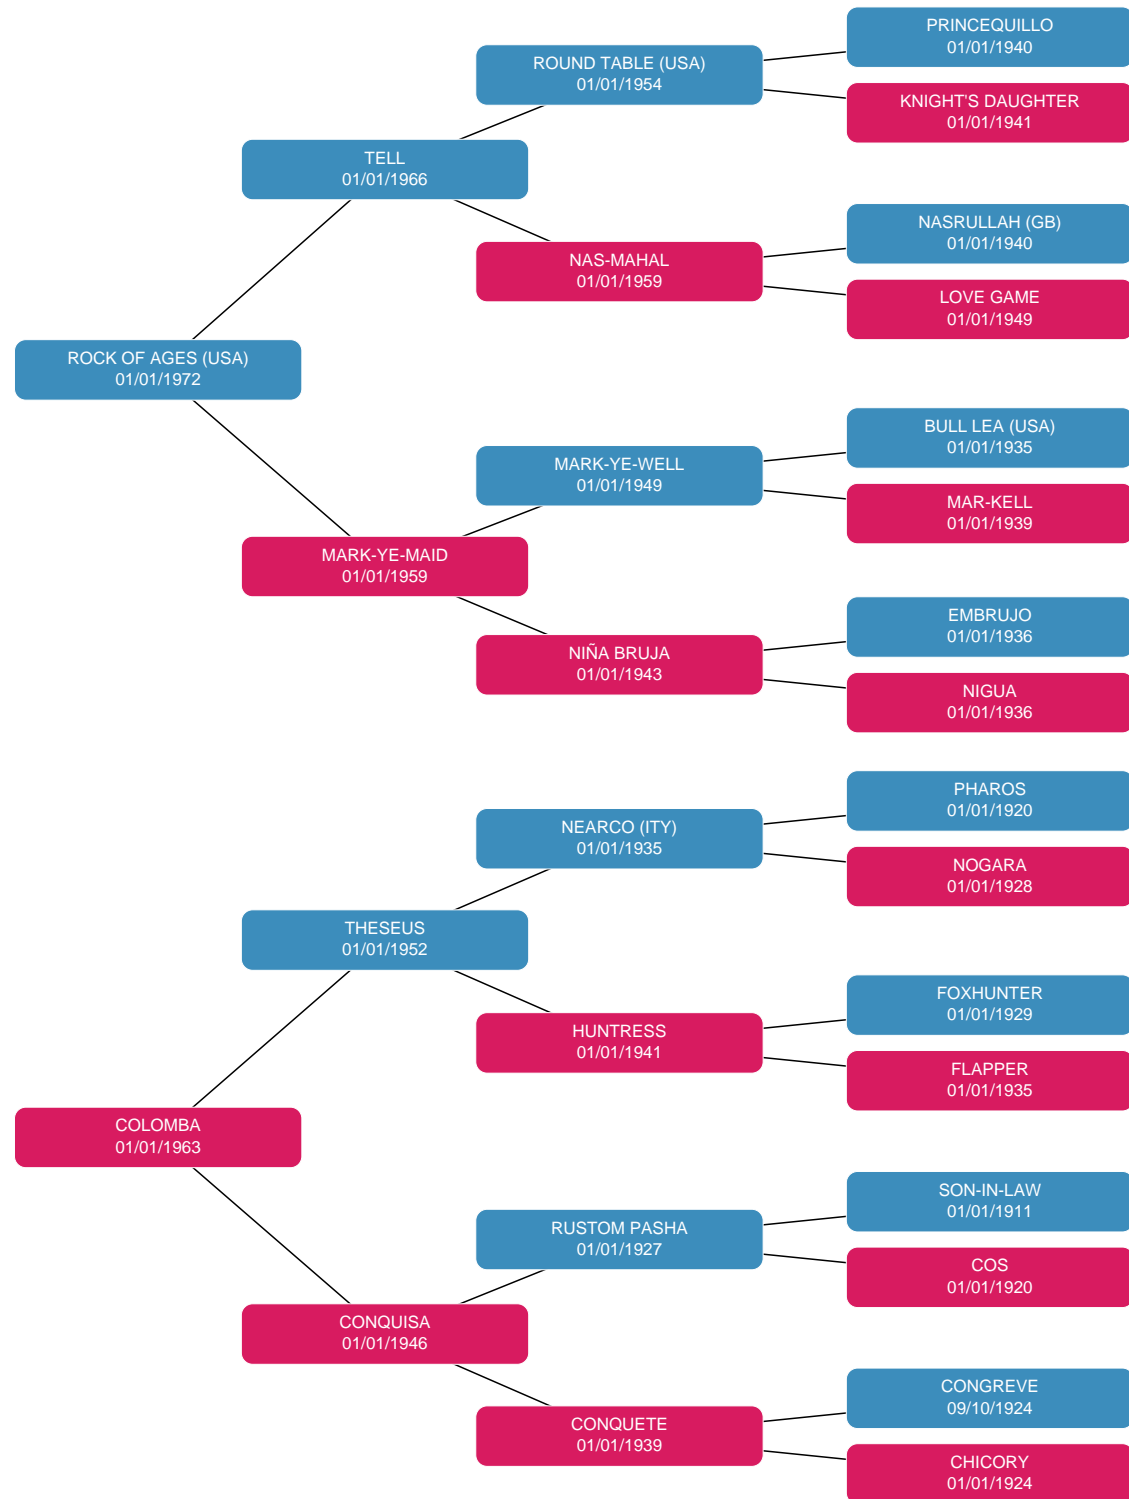 PRINCEQUILLO
01/01/1940
ROUND TABLE (USA)
01/01/1954
KNIGHT'S DAUGHTER
01/01/1941
TELL
01/01/1966
NASRULLAH (GB)
01/01/1940
NAS-MAHAL
01/01/1959
LOVE GAME
01/01/1949
ROCK OF AGES (USA)
01/01/1972
BULL LEA (USA)
01/01/1935
MARK-YE-WELL
01/01/1949
MAR-KELL
01/01/1939
MARK-YE-MAID
01/01/1959
EMBRUJO
01/01/1936
NIÑA BRUJA
01/01/1943
NIGUA
01/01/1936
PHAROS
01/01/1920
NEARCO (ITY)
01/01/1935
NOGARA
01/01/1928
THESEUS
01/01/1952
FOXHUNTER
01/01/1929
HUNTRESS
01/01/1941
FLAPPER
01/01/1935
COLOMBA
01/01/1963
SON-IN-LAW
01/01/1911
RUSTOM PASHA
01/01/1927
COS
01/01/1920
CONQUISA
01/01/1946
CONGREVE
09/10/1924
CONQUETE
01/01/1939
CHICORY
01/01/1924